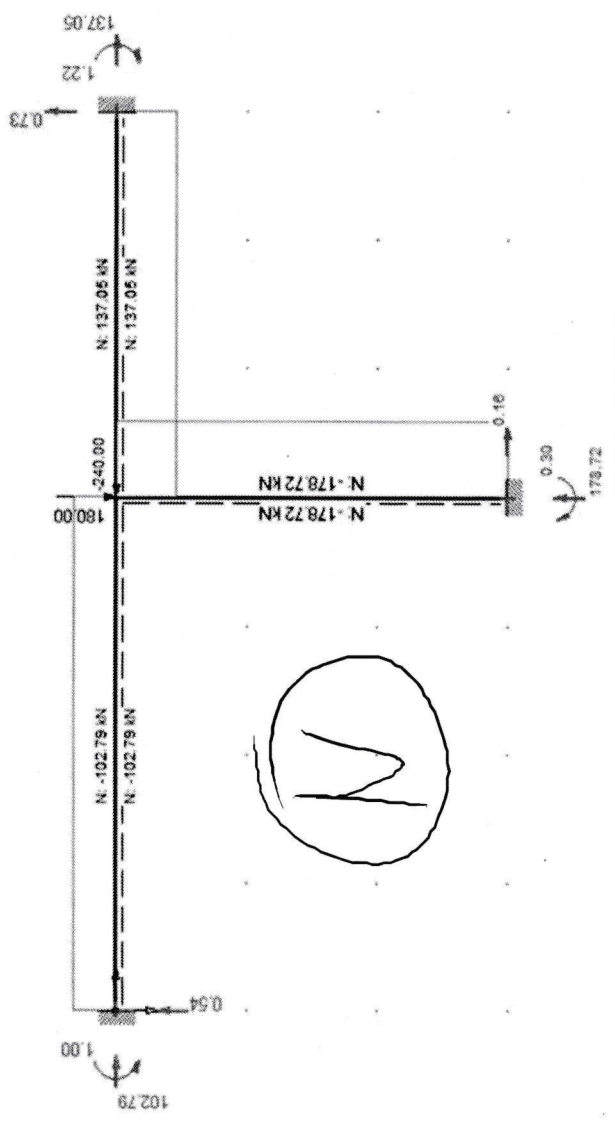 137.05
1.22
0.73
N: 137.05 kN
N: 137.05 kN
-240.00
180.00
N: -178.72 kN
N: -178.72 kN
0.16
0.30
178.72
N: -102.79 kN
N: -102.79 kN
N
0.54
1.00
102.79